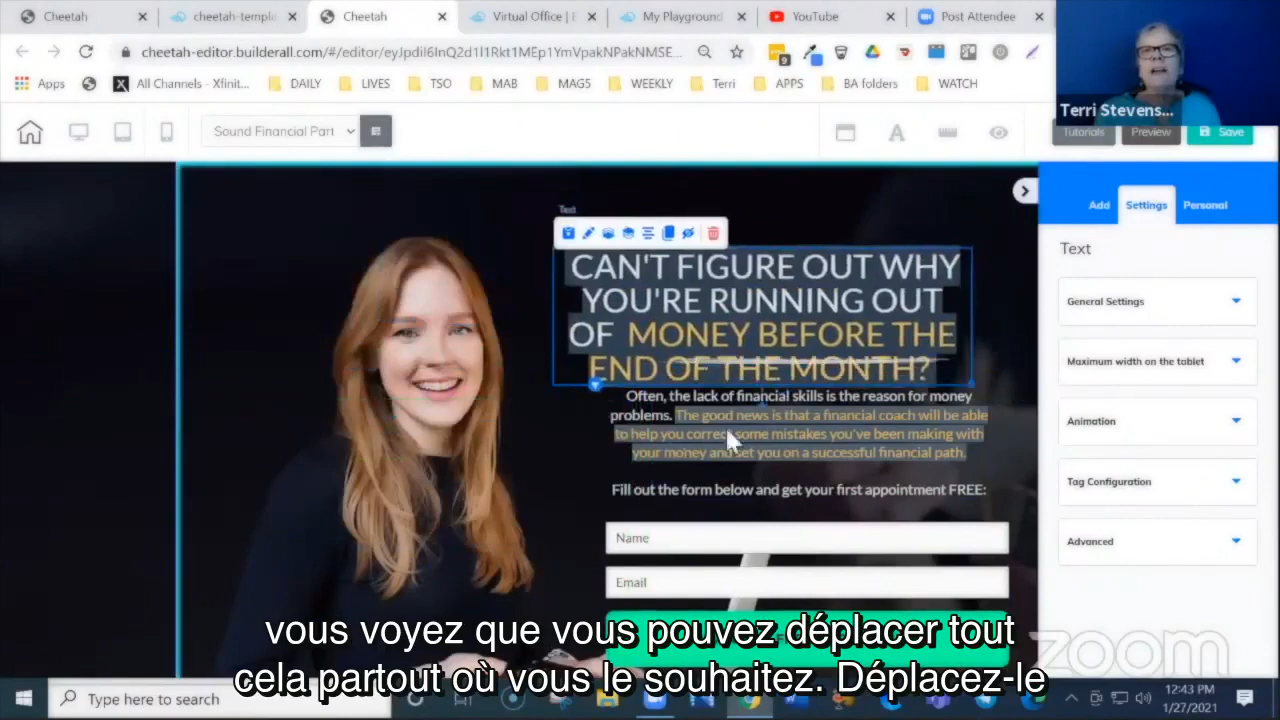 Cheetah
cheetah-templ
Cheetah
Virtual Office | E
My Playground
YouTube
Post Attendee
cheetah-editor.builderall.com/#/editor/eyJpdiI6InQ2d1l1Rkt1MEp1YmVpakNPakNMSE...
9
Apps
All Channels - Xfinit...
DAILY
LIVES
TSO
MAB
MAG5
WEEKLY
Terri
APPS
BA folders
WATCH
Terri Stevens...
Sound Financial Part
Tutorials
Preview
Save
Add
Settings
Personal
Text
Text
General Settings
Maximum width on the tablet
Animation
Tag Configuration
Advanced
CAN'T FIGURE OUT WHY
YOU'RE RUNNING OUT
OF MONEY BEFORE THE
END OF THE MONTH?
Often, the lack of financial skills is the reason for money
problems. The good news is that a financial coach will be able
to help you correct some mistakes you've been making with
your money and set you on a successful financial path.
Fill out the form below and get your first appointment FREE:
Name
Email
vous voyez que vous pouvez déplacer tout
cela partout où vous le souhaitez. Déplacez-le
zoom
Type here to search
12:43 PM
1/27/2021